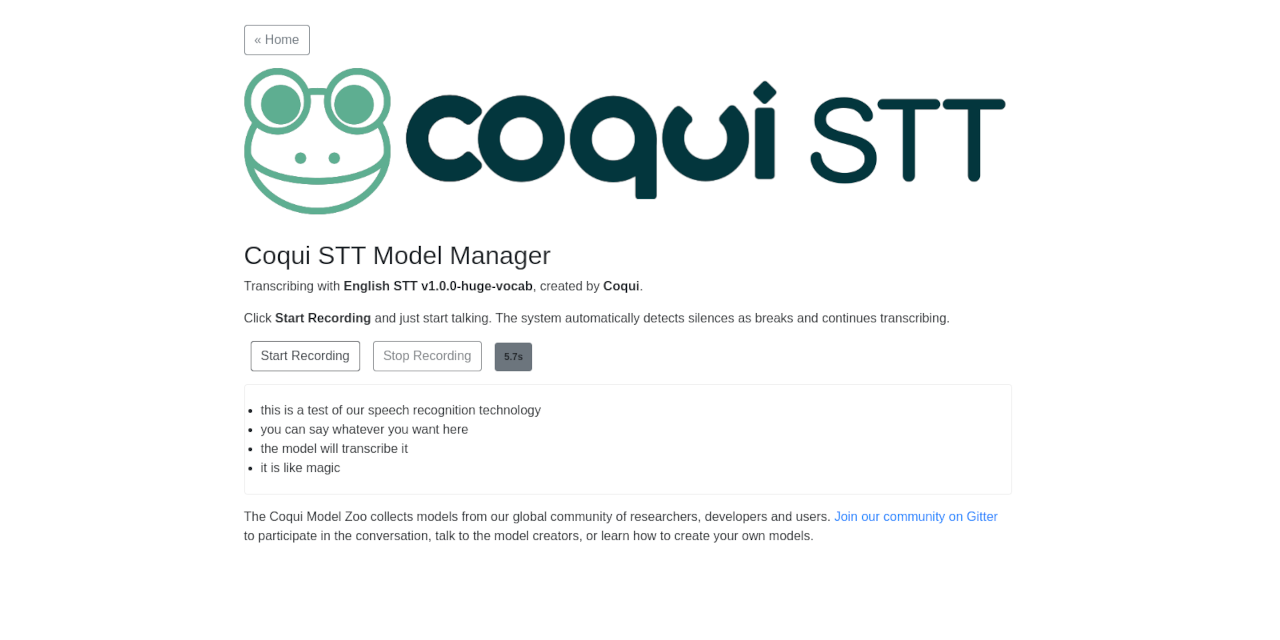 « Home
coqui STT
Coqui STT Model Manager
Transcribing with English STT v1.0.0-huge-vocab, created by Coqui.
Click Start Recording and just start talking. The system automatically detects silences as breaks and continues transcribing.
Start Recording Stop Recording 5.7s
• this is a test of our speech recognition technology
• you can say whatever you want here
• the model will transcribe it
• it is like magic
The Coqui Model Zoo collects models from our global community of researchers, developers and users. Join our community on Gitter
to participate in the conversation, talk to the model creators, or learn how to create your own models.